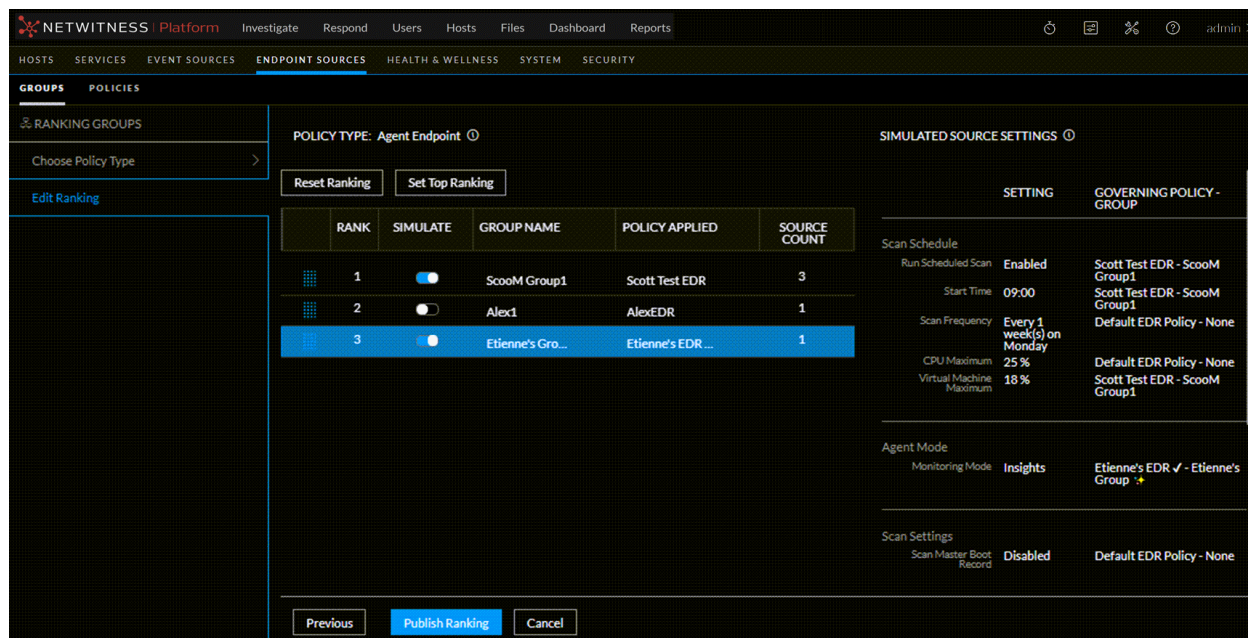 NETWITNESS Platform Investigate Respond Users Hosts Files Dashboard Reports admin
HOSTS SERVICES EVENT SOURCES ENDPOINT SOURCES HEALTH & WELLNESS SYSTEM SECURITY
GROUPS POLICIES
RANKING GROUPS
Choose Policy Type
Edit Ranking
POLICY TYPE: Agent Endpoint
Reset Ranking Set Top Ranking
RANK SIMULATE GROUP NAME POLICY APPLIED SOURCE
COUNT
1 ScooM Group1 Scott Test EDR 3
2 Alex1 AlexEDR 1
3 Etienne's Gro... Etienne's EDR ... 1
Previous Publish Ranking Cancel
SIMULATED SOURCE SETTINGS
SETTING GOVERNING POLICY -
GROUP
Scan Schedule
Run Scheduled Scan Enabled Scott Test EDR - ScooM
Group1
Start Time 09:00 Scott Test EDR - ScooM
Group1
Scan Frequency Every 1 Default EDR Policy - None
week(s) on
Monday
CPU Maximum 25 % Default EDR Policy - None
Virtual Machine 18 % Scott Test EDR - ScooM
Maximum Group1
Agent Mode
Monitoring Mode Insights Etienne's EDR ✓ - Etienne's
Group ✨
Scan Settings
Scan Master Boot Disabled Default EDR Policy - None
Record